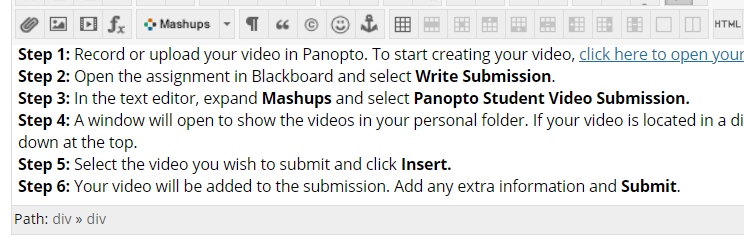 Mashups HTML
Step 1: Record or upload your video in Panopto. To start creating your video, click here to open your
Step 2: Open the assignment in Blackboard and select Write Submission.
Step 3: In the text editor, expand Mashups and select Panopto Student Video Submission.
Step 4: A window will open to show the videos in your personal folder. If your video is located in a di
down at the top.
Step 5: Select the video you wish to submit and click Insert.
Step 6: Your video will be added to the submission. Add any extra information and Submit.
Path: div » div